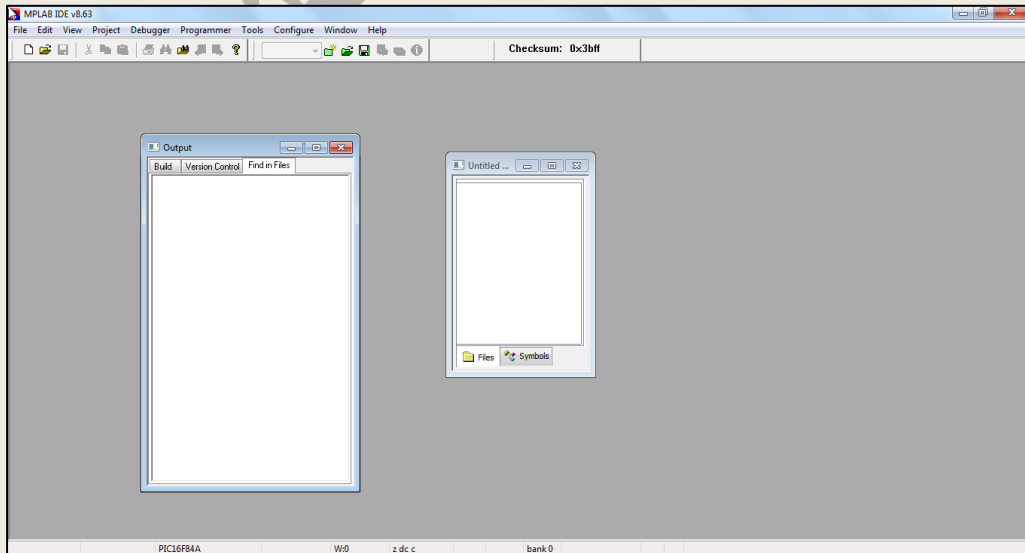 MPLAB IDE v8.63
File Edit View Project Debugger Programmer Tools Configure Window Help
Checksum: 0x3bff
Output
Build Version Control Find in Files
Untitled ...
Files Symbols
PIC16F84A W:0 z dc c bank 0